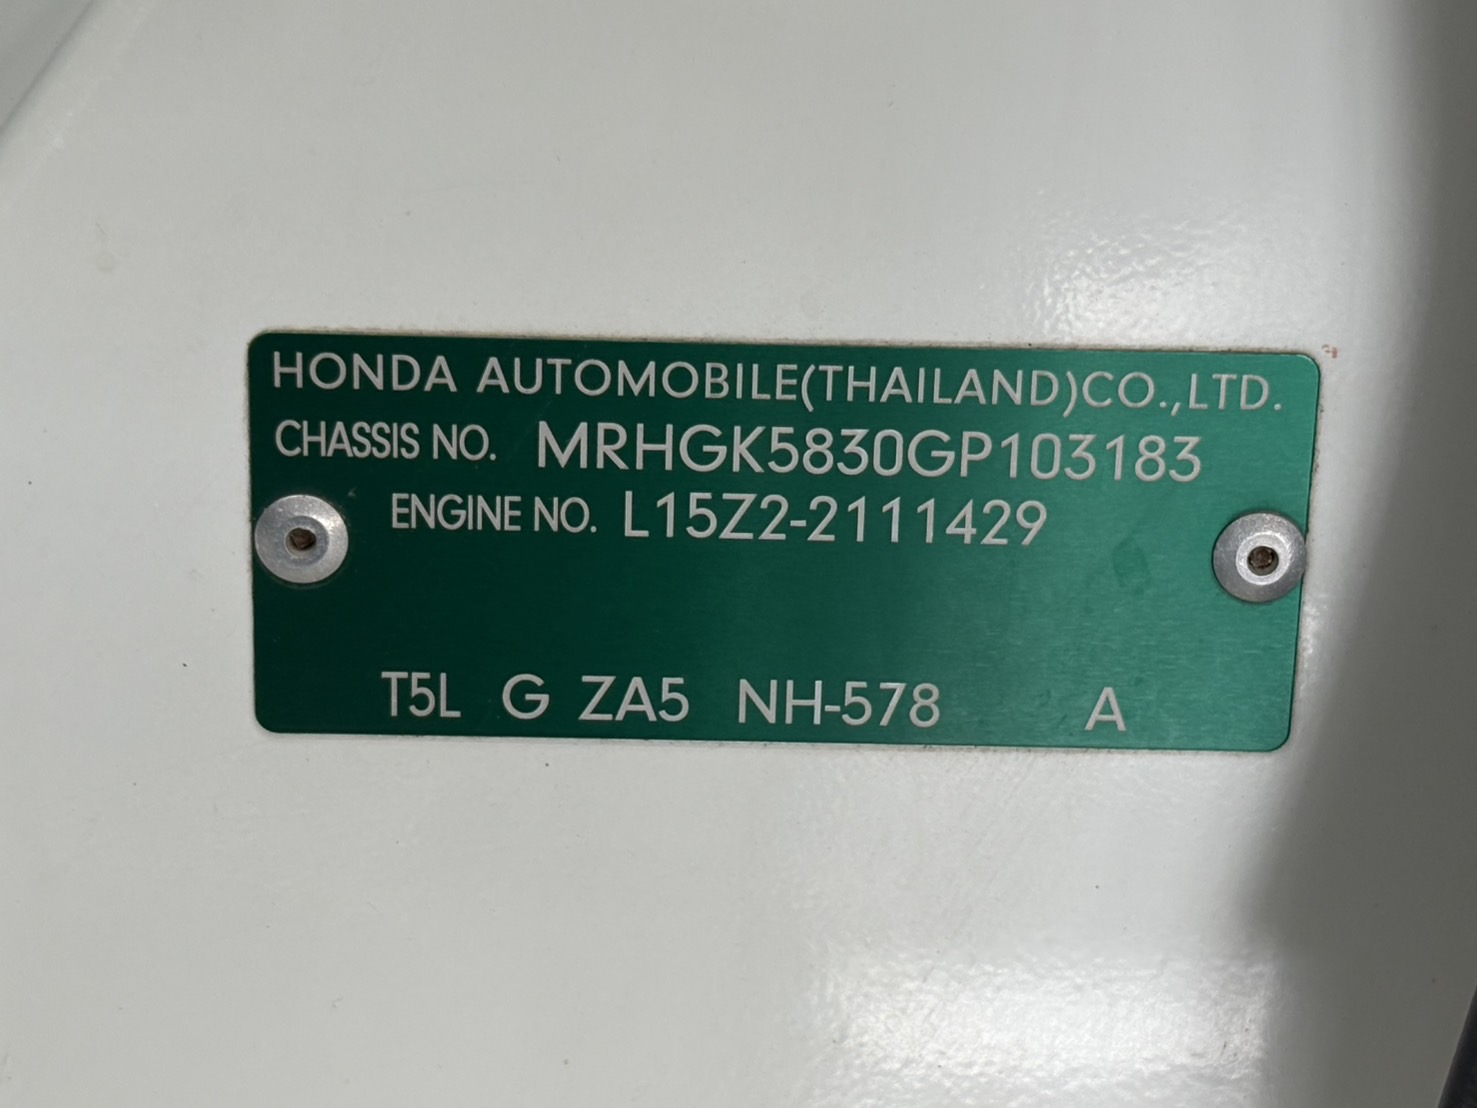 HONDA AUTOMOBILE(THAILAND)CO.,LTD.
CHASSIS NO. MRHGK5830GP103183
ENGINE NO. L15Z2-2111429
T5L G ZA5 NH-578 A